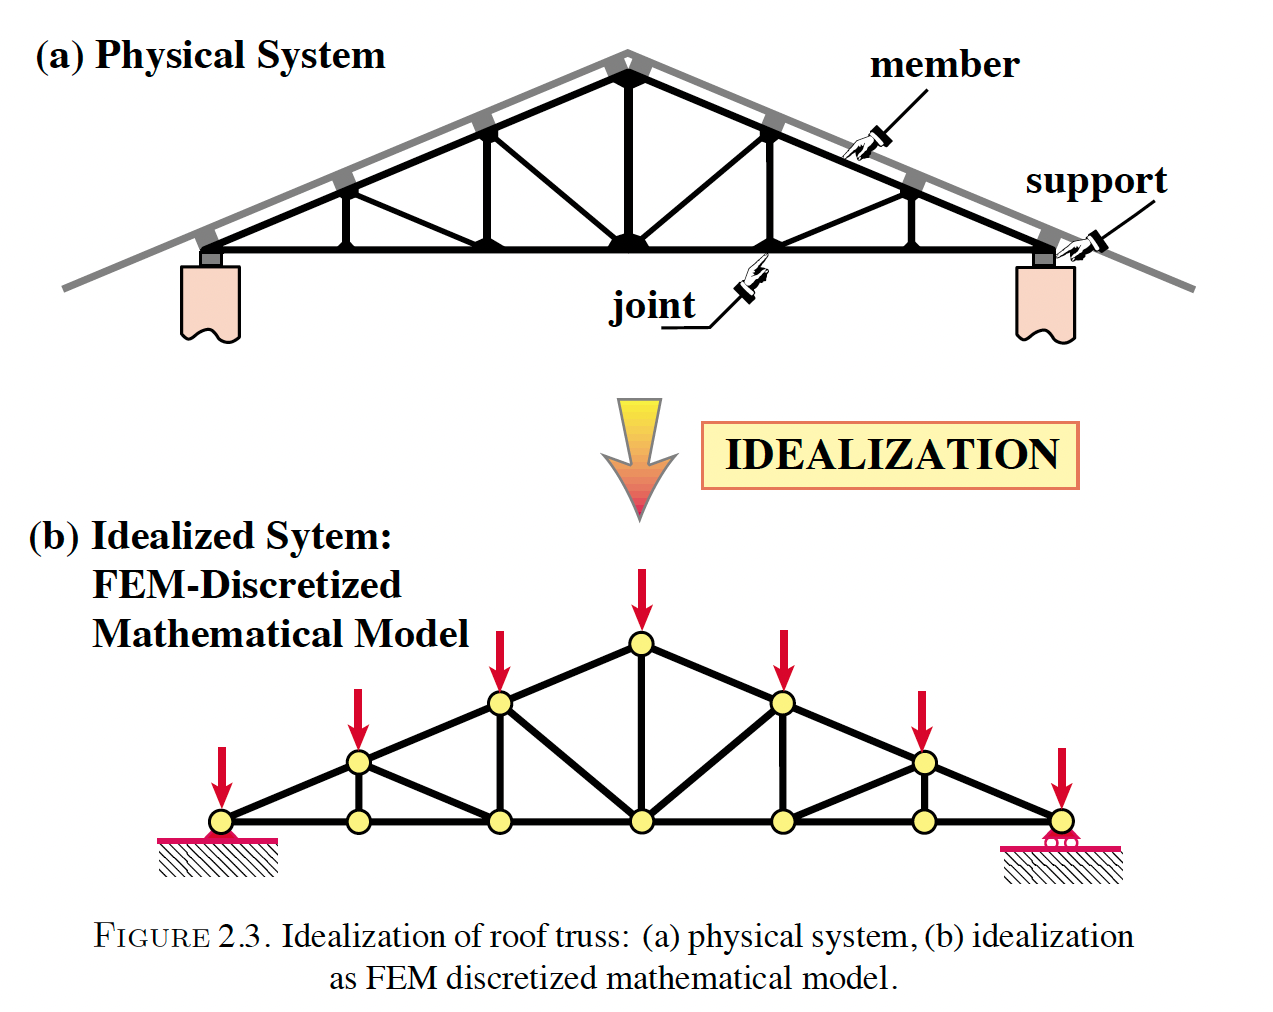 (a) Physical System
member
support
joint
IDEALIZATION
(b) Idealized Sytem:
FEM-Discretized
Mathematical Model
FIGURE 2.3. Idealization of roof truss: (a) physical system, (b) idealization
as FEM discretized mathematical model.